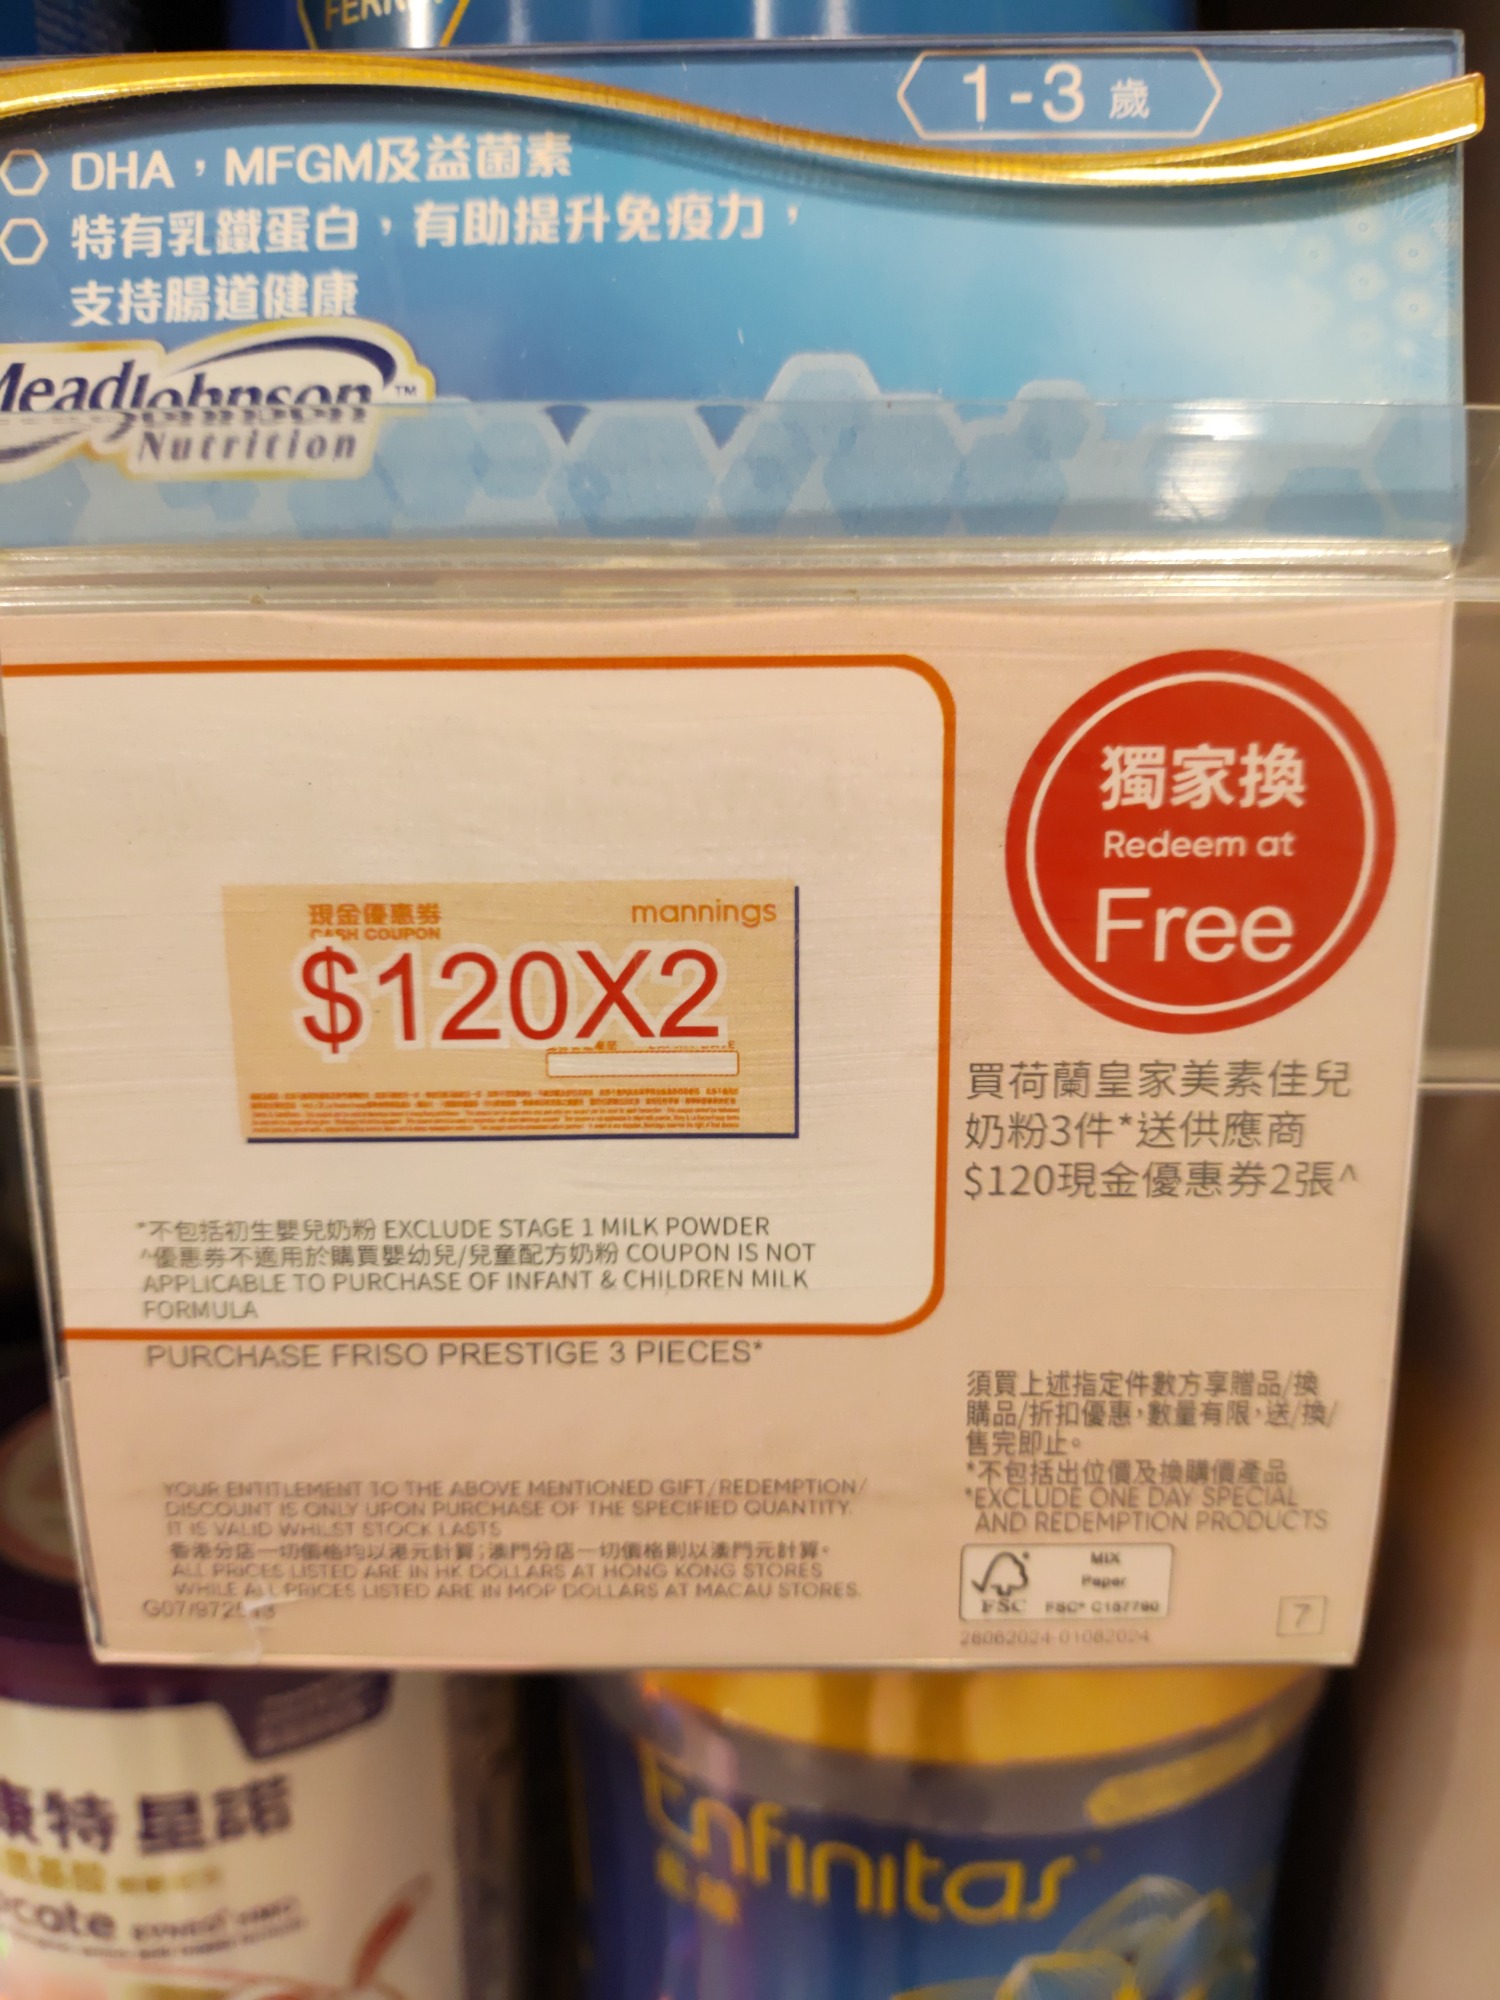 1-3 歲
DHA，MFGM及益菌素
特有乳鐵蛋白，有助提升免疫力，
支持腸道健康
MeadJohnson™
Nutrition
獨家換
Redeem at
Free
現金優惠券
mannings
CASH COUPON
$120X2
買荷蘭皇家美素佳兒
奶粉3件*送供應商
$120現金優惠券2張^
*不包括初生嬰兒奶粉 EXCLUDE STAGE 1 MILK POWDER
^優惠券不適用於購買嬰幼兒/兒童配方奶粉 COUPON IS NOT
APPLICABLE TO PURCHASE OF INFANT & CHILDREN MILK
FORMULA
PURCHASE FRISO PRESTIGE 3 PIECES*
須買上述指定件數方享贈品/換
購品/折扣優惠，數量有限，送/換/
售完即止。
*不包括出位價及換購價產品
*EXCLUDE ONE DAY SPECIAL
AND REDEMPTION PRODUCTS
YOUR ENTITLEMENT TO THE ABOVE MENTIONED GIFT/REDEMPTION/
DISCOUNT IS ONLY UPON PURCHASE OF THE SPECIFIED QUANTITY.
IT IS VALID WHILST STOCK LASTS
香港分店一切價格均以港元計算；澳門分店一切價格則以澳門元計算。
ALL PRICES LISTED ARE IN HK DOLLARS AT HONG KONG STORES
WHILE ALL PRICES LISTED ARE IN MOP DOLLARS AT MACAU STORES.
MIX
Paper
FSC FSC® C157790
7
28062024-01082024
康特星諾
Enfinitas